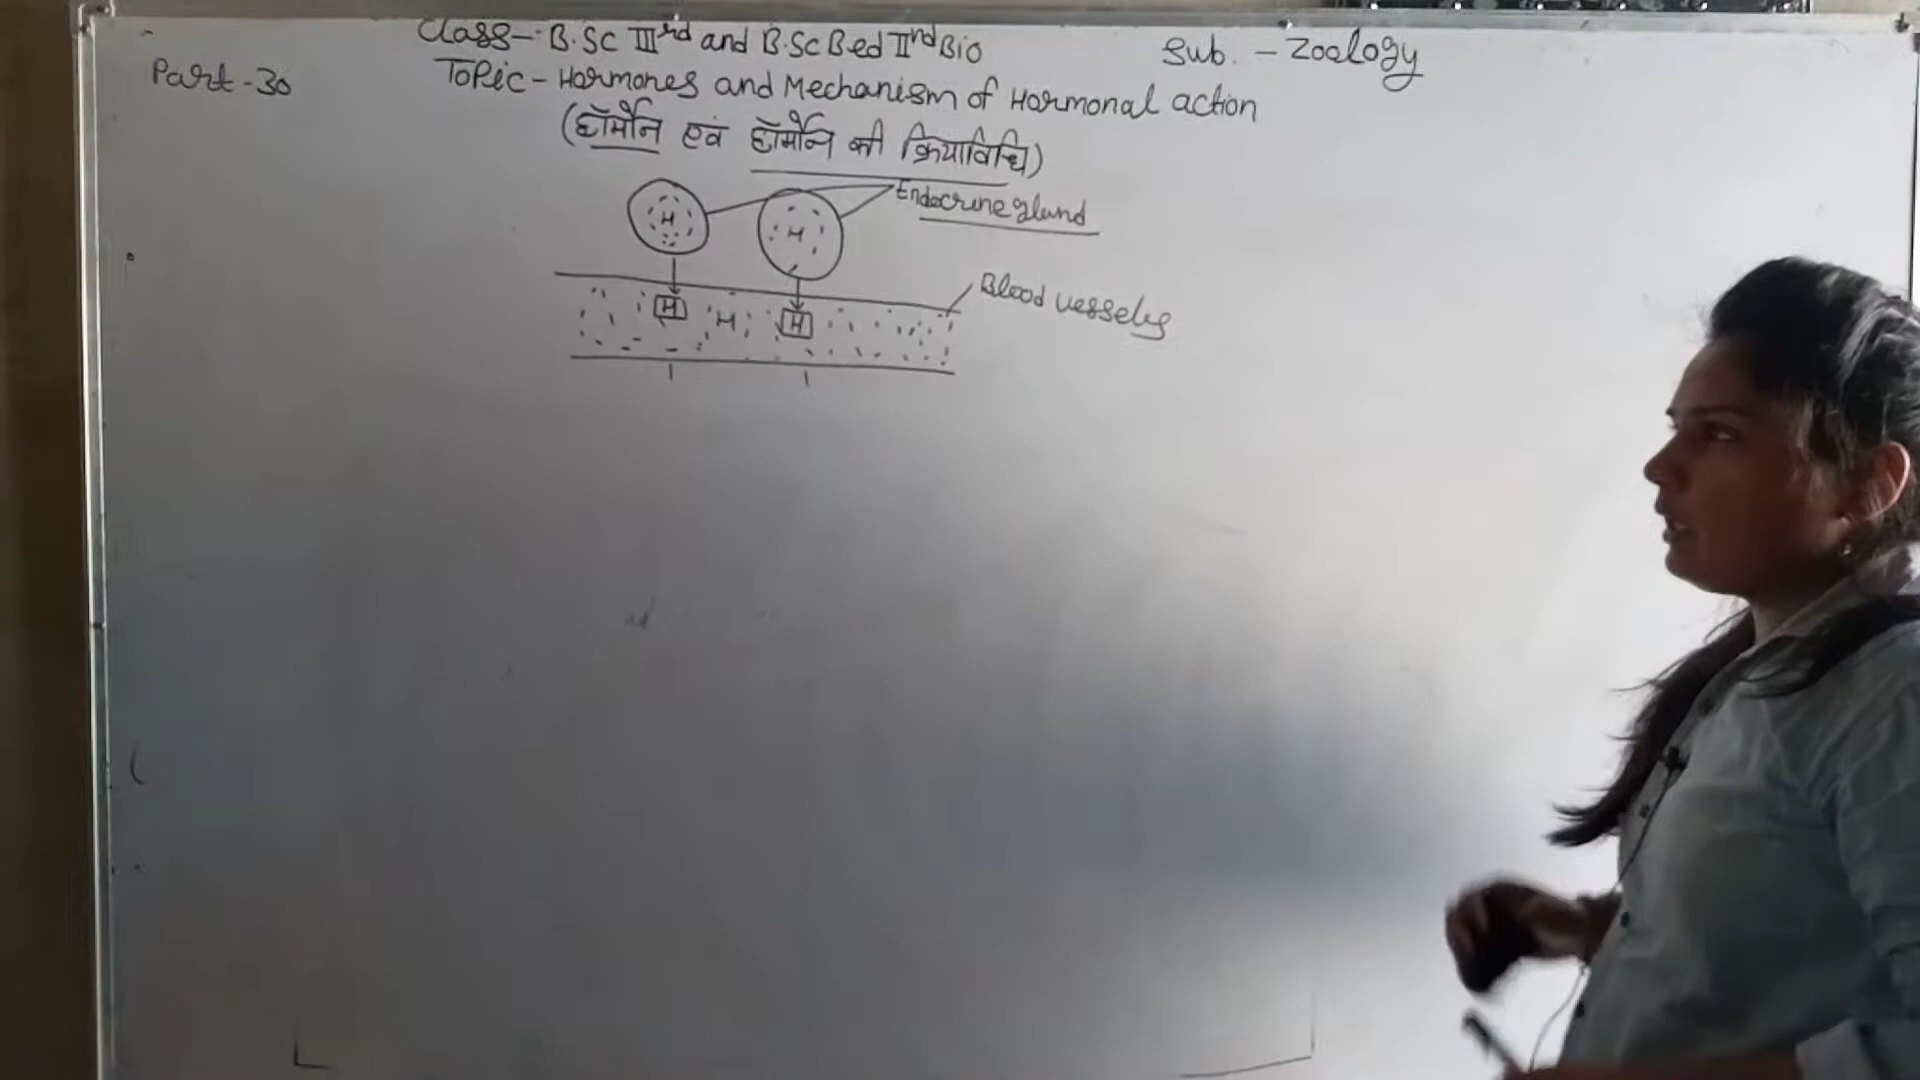 Class - B.Sc IIIrd and B.Sc Bed IInd Bio
Sub. - Zoology
Part - 30
Topic - Hormones and Mechanism of Hormonal action
(हॉर्मोन एवं हॉर्मोन की क्रियाविधि)
Endocrine gland
H
H
Blood vessels
H
H
H